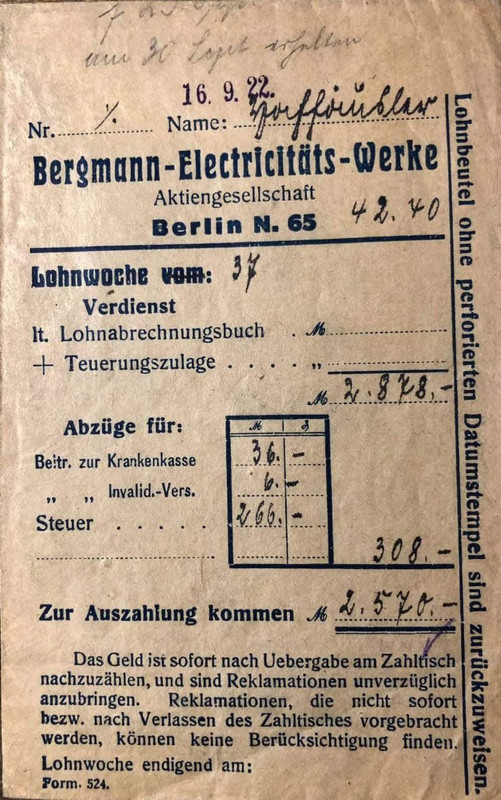 am 30 Sept erhalten
16. 9. 22.
Nr. ./. Name:
Bergmann-Electricitäts-Werke
Aktiengesellschaft
Berlin N. 65 42.40
Lohnwoche vom: 37
Verdienst
lt. Lohnabrechnungsbuch . M
+ Teuerungszulage . . . . „
M 2.878.-
Abzüge für:
M ₰
Beitr. zur Krankenkasse 36. -
„ „ Invalid.-Vers. 6. -
Steuer . . . . . 266. -
308.-
Zur Auszahlung kommen M 2.570.-
Das Geld ist sofort nach Uebergabe am Zahltisch
nachzuzählen, und sind Reklamationen unverzüglich
anzubringen. Reklamationen, die nicht sofort
bezw. nach Verlassen des Zahltisches vorgebracht
werden, können keine Berücksichtigung finden.
Lohnwoche endigend am:
Form. 524.
Lohnbeutel ohne perforierten Datumstempel sind zurückzuweisen.